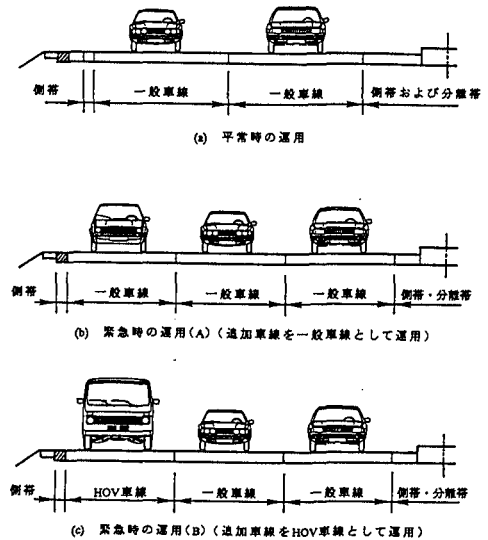 側帯 一般車線 一般車線 側帯および分離帯
(a) 平常時の運用
側帯 一般車線 一般車線 一般車線 側帯・分離帯
(b) 緊急時の運用(A)(追加車線を一般車線として運用)
側帯 HOV車線 一般車線 一般車線 側帯・分離帯
(c) 緊急時の運用(B)(追加車線をHOV車線として運用)